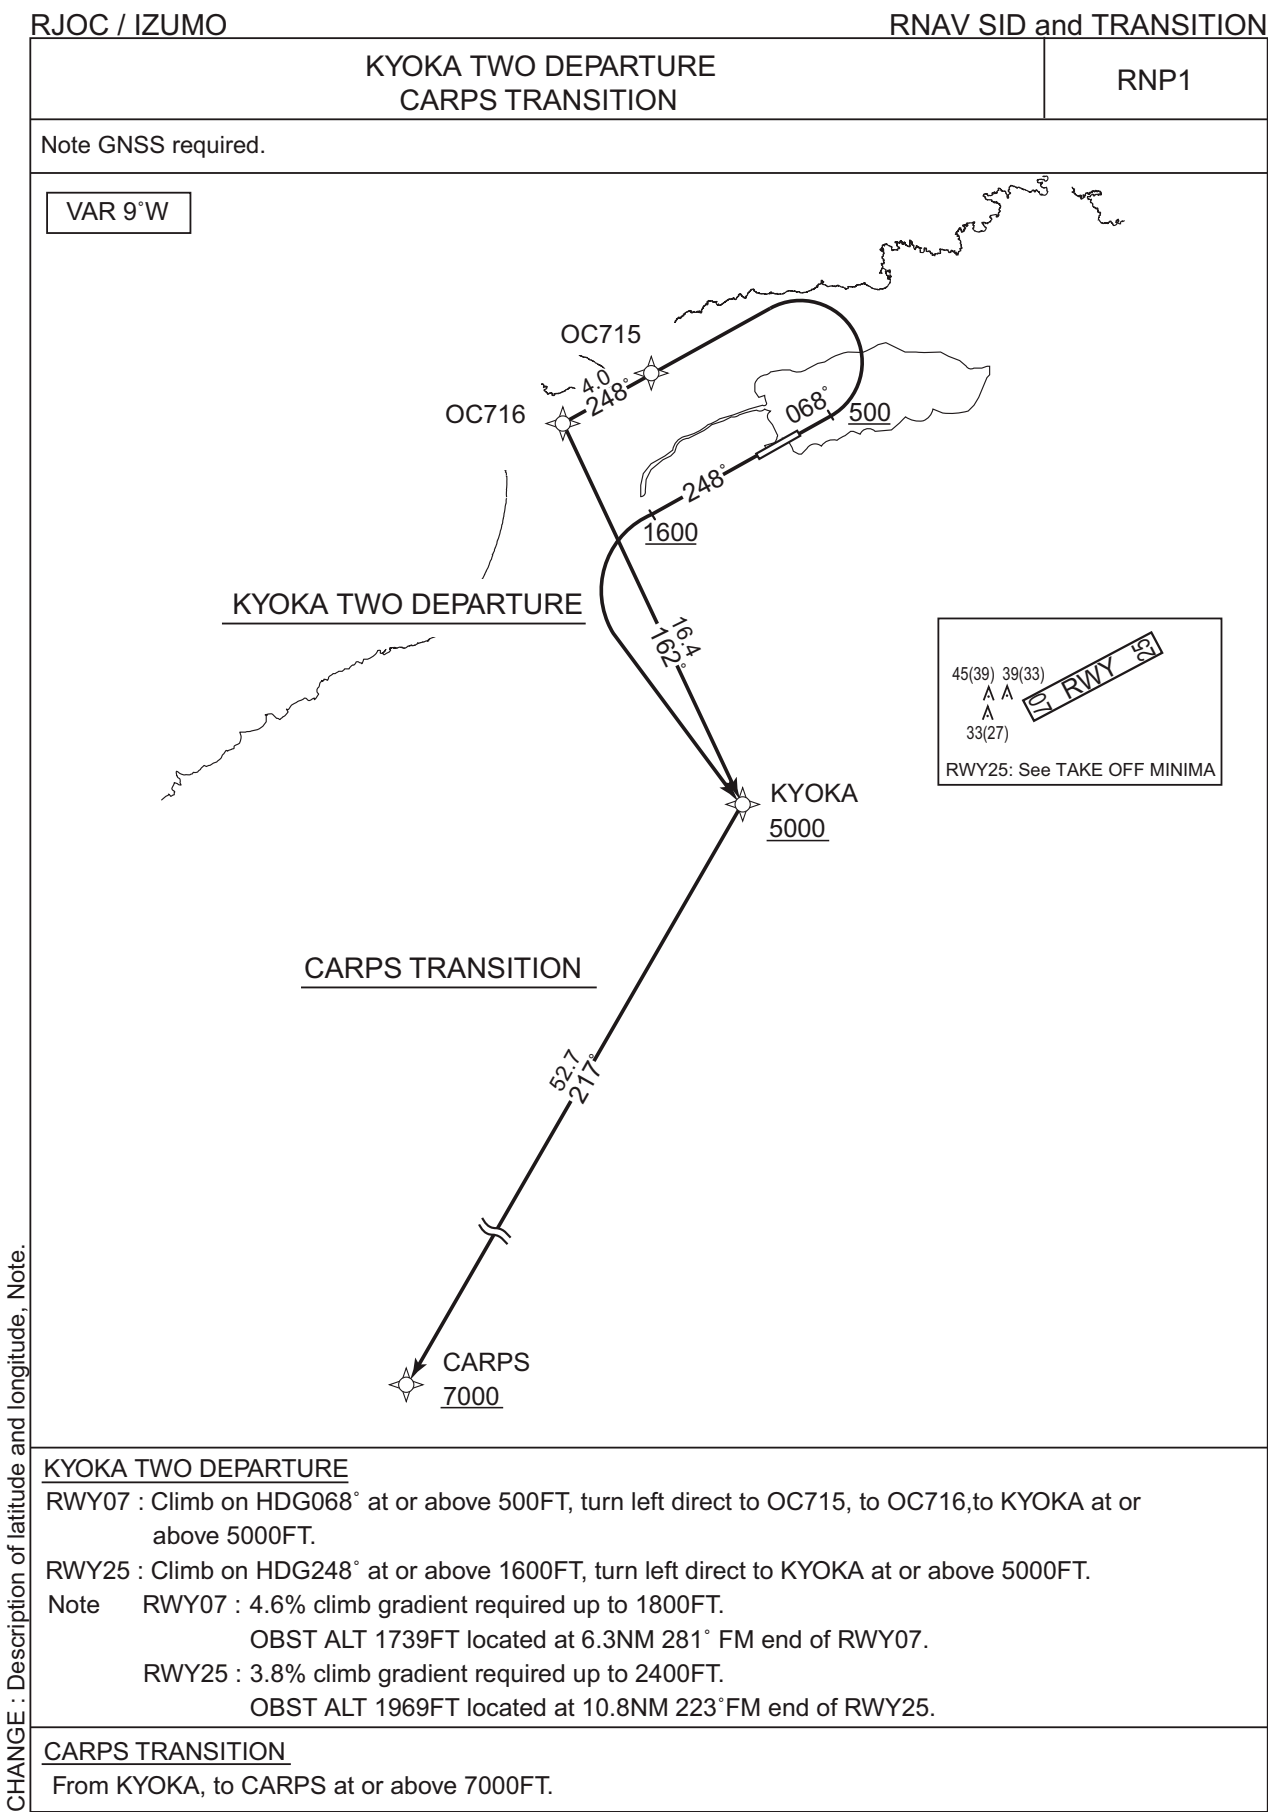 RJOC / IZUMO
RNAV SID and TRANSITION
KYOKA TWO DEPARTURE
CARPS TRANSITION
RNP1
Note GNSS required.
VAR 9˚W
OC715
4.0
248˚
OC716
068˚
500
248˚
1600
KYOKA TWO DEPARTURE
16.4
162˚
45(39) 39(33)
33(27)
07 RWY 25
RWY25: See TAKE OFF MINIMA
KYOKA
5000
CARPS TRANSITION
52.7
217˚
CARPS
7000
KYOKA TWO DEPARTURE
RWY07 : Climb on HDG068˚ at or above 500FT, turn left direct to OC715, to OC716,to KYOKA at or
above 5000FT.
RWY25 : Climb on HDG248˚ at or above 1600FT, turn left direct to KYOKA at or above 5000FT.
Note RWY07 : 4.6% climb gradient required up to 1800FT.
OBST ALT 1739FT located at 6.3NM 281˚ FM end of RWY07.
RWY25 : 3.8% climb gradient required up to 2400FT.
OBST ALT 1969FT located at 10.8NM 223˚FM end of RWY25.
CARPS TRANSITION
From KYOKA, to CARPS at or above 7000FT.
CHANGE : Description of latitude and longitude, Note.